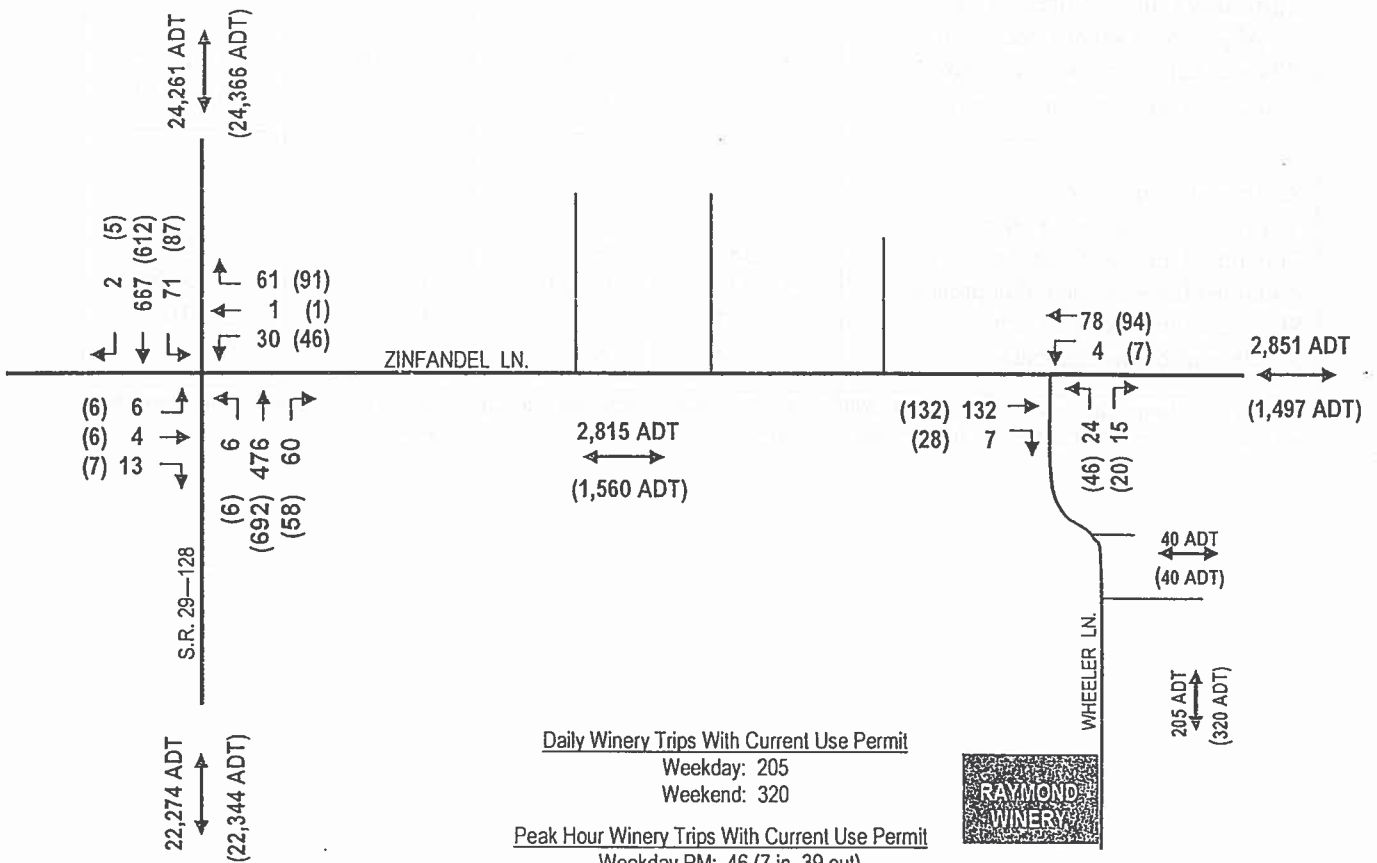 24,261 ADT
(24,366 ADT)
2 (5)
667 (612)
71 (87)
61 (91)
1 (1)
30 (46)
ZINFANDEL LN.
78 (94)
4 (7)
2,851 ADT
(1,497 ADT)
(6) 6
(6) 4
(7) 13
6 (6)
476 (692)
60 (58)
2,815 ADT
(1,560 ADT)
(132) 132
(28) 7
(46) 24
(20) 15
40 ADT
(40 ADT)
S.R. 29—128
WHEELER LN.
205 ADT
(320 ADT)
22,274 ADT
(22,344 ADT)
Daily Winery Trips With Current Use Permit
Weekday: 205
Weekend: 320
RAYMOND
WINERY
Peak Hour Winery Trips With Current Use Permit
Weekday PM: 46 (7 in, 39 out)